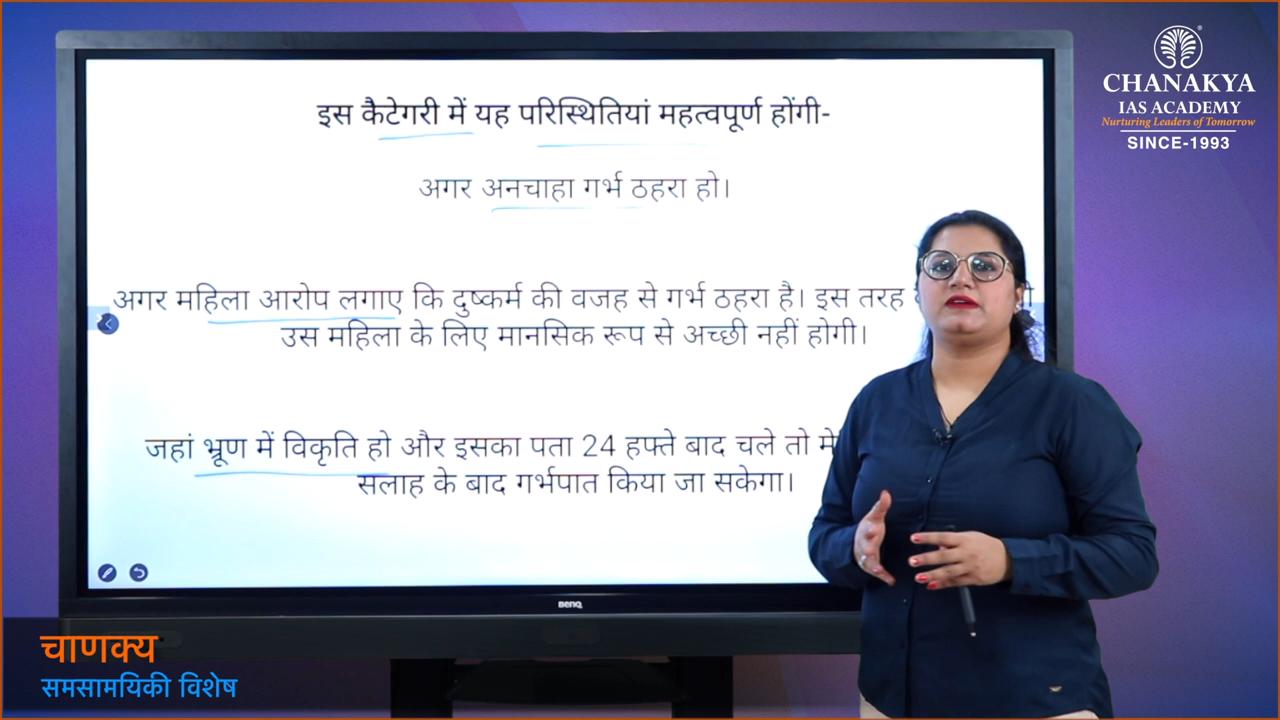 इस कैटेगरी में यह परिस्थितियां महत्वपूर्ण होंगी-
अगर अनचाहा गर्भ ठहरा हो।
अगर महिला आरोप लगाए कि दुष्कर्म की वजह से गर्भ ठहरा है। इस तरह
उस महिला के लिए मानसिक रूप से अच्छी नहीं होगी।
जहां भ्रूण में विकृति हो और इसका पता 24 हफ्ते बाद चले तो
सलाह के बाद गर्भपात किया जा सकेगा।
BENQ
CHANAKYA
IAS ACADEMY
Nurturing Leaders of Tomorrow
SINCE-1993
चाणक्य
समसामयिकी विशेष